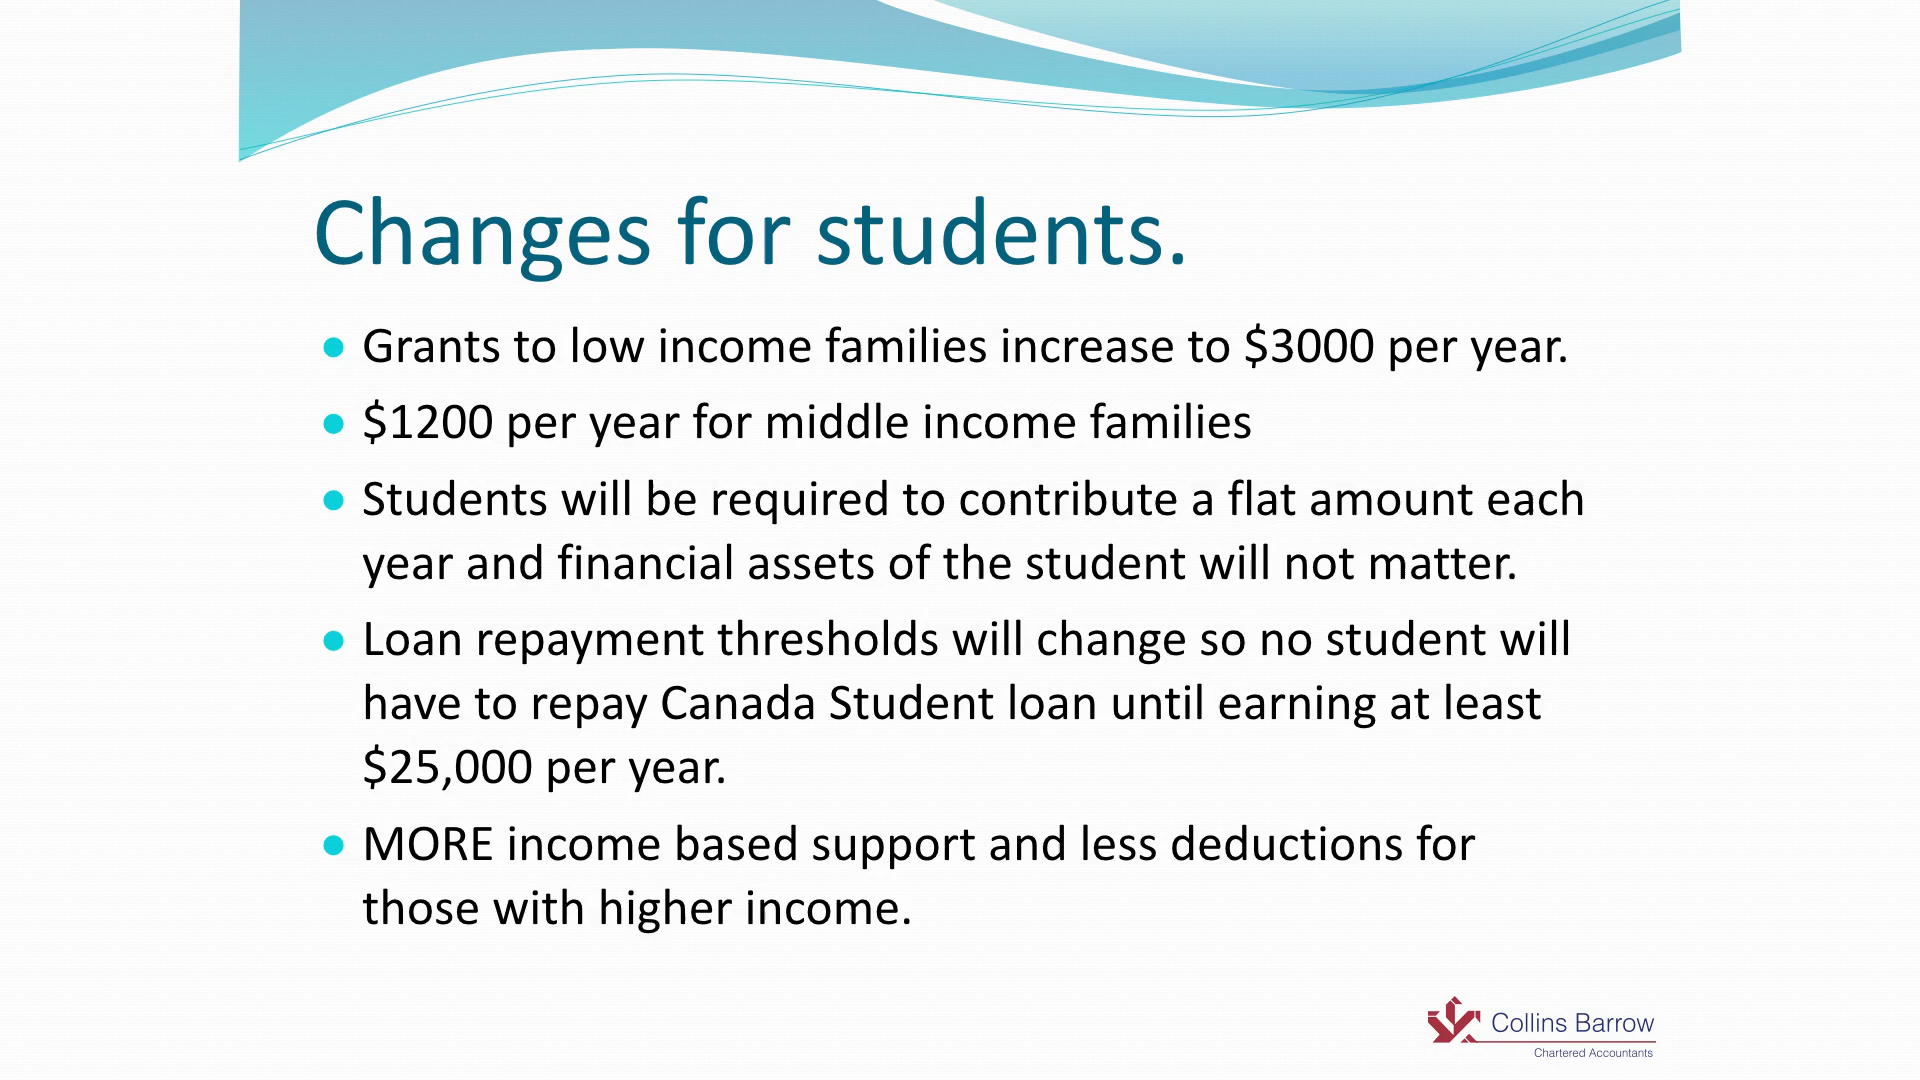 Changes for students.
Grants to low income families increase to $3000 per year.
$1200 per year for middle income families
Students will be required to contribute a flat amount each
year and financial assets of the student will not matter.
Loan repayment thresholds will change so no student will
have to repay Canada Student loan until earning at least
$25,000 per year.
MORE income based support and less deductions for
those with higher income.
Collins Barrow
Chartered Accountants